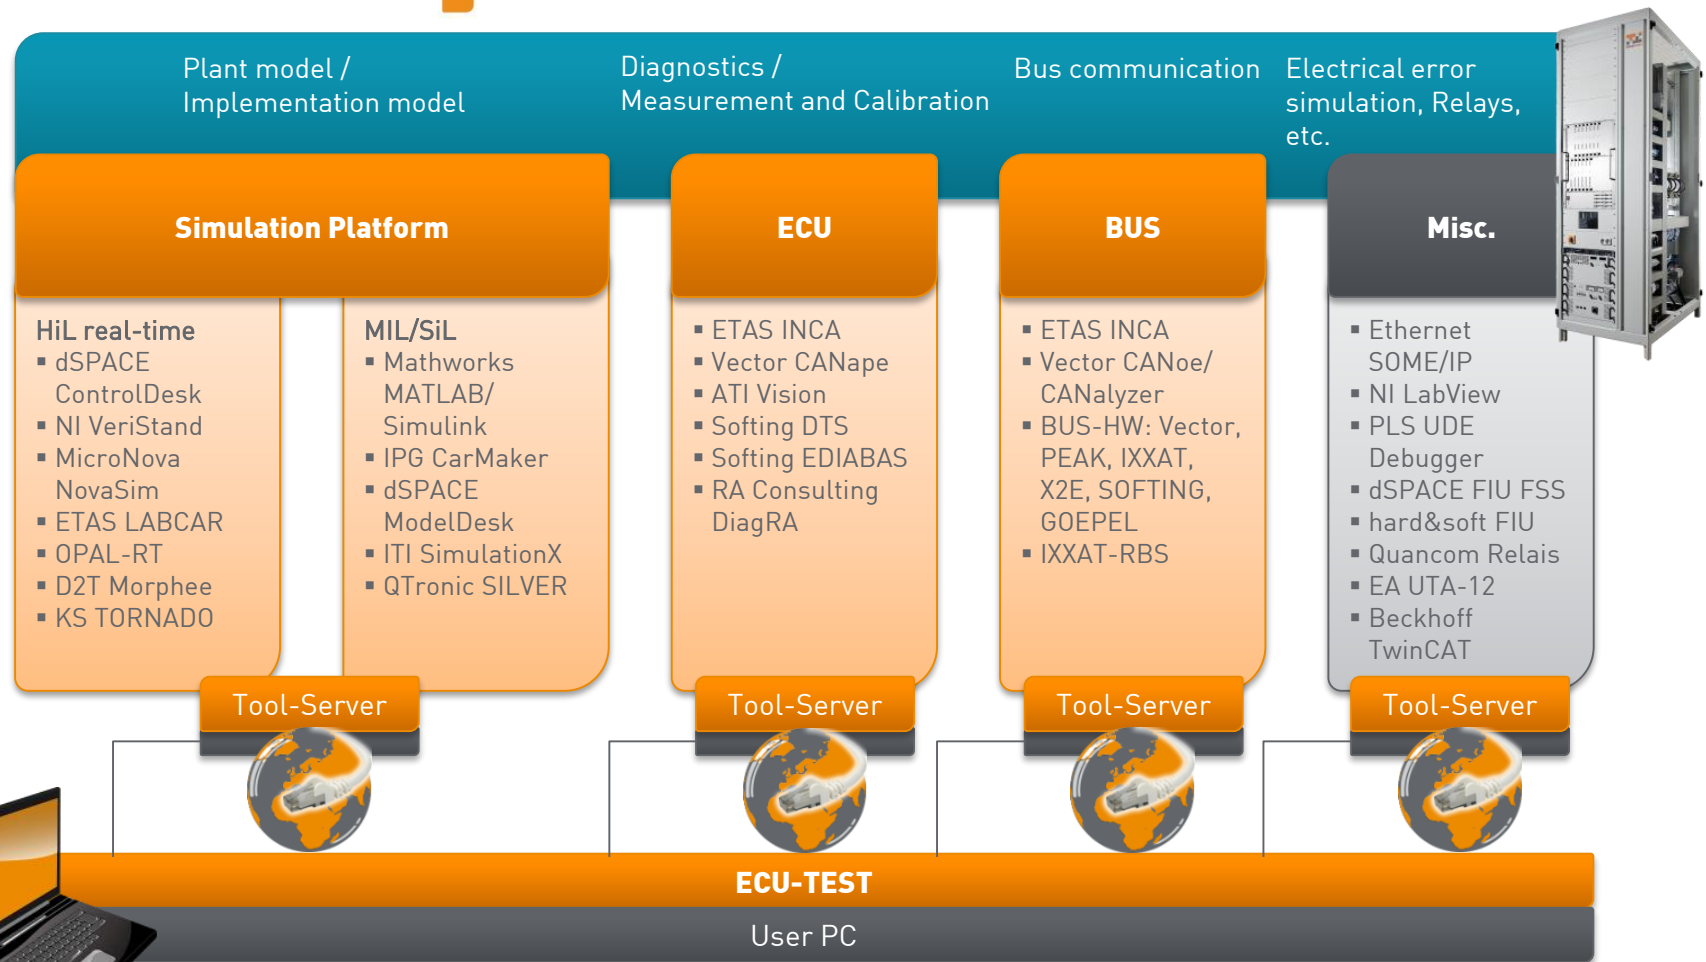 Plant model /
Implementation model
Diagnostics /
Measurement and Calibration
Bus communication
Electrical error
simulation, Relays,
etc.
Simulation Platform
ECU
BUS
Misc.
HiL real-time
▪ dSPACE
ControlDesk
▪ NI VeriStand
▪ MicroNova
NovaSim
▪ ETAS LABCAR
▪ OPAL-RT
▪ D2T Morphee
▪ KS TORNADO
MIL/SiL
▪ Mathworks
MATLAB/
Simulink
▪ IPG CarMaker
▪ dSPACE
ModelDesk
▪ ITI SimulationX
▪ QTronic SILVER
▪ ETAS INCA
▪ Vector CANape
▪ ATI Vision
▪ Softing DTS
▪ Softing EDIABAS
▪ RA Consulting
DiagRA
▪ ETAS INCA
▪ Vector CANoe/
CANalyzer
▪ BUS-HW: Vector,
PEAK, IXXAT,
X2E, SOFTING,
GOEPEL
▪ IXXAT-RBS
▪ Ethernet
SOME/IP
▪ NI LabView
▪ PLS UDE
Debugger
▪ dSPACE FIU FSS
▪ hard&soft FIU
▪ Quancom Relais
▪ EA UTA-12
▪ Beckhoff
TwinCAT
Tool-Server
Tool-Server
Tool-Server
Tool-Server
ECU-TEST
User PC